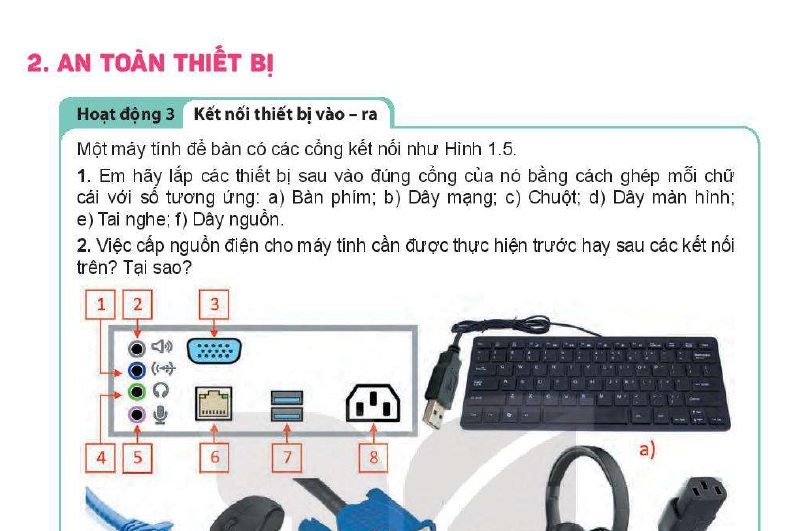 2. AN TOÀN THIẾT BỊ
Hoạt động 3 Kết nối thiết bị vào – ra
Một máy tính để bàn có các cổng kết nối như Hình 1.5.
1. Em hãy lắp các thiết bị sau vào đúng cổng của nó bằng cách ghép mỗi chữ
cái với số tương ứng: a) Bàn phím; b) Dây mạng; c) Chuột; d) Dây màn hình;
e) Tai nghe; f) Dây nguồn.
2. Việc cấp nguồn điện cho máy tính cần được thực hiện trước hay sau các kết nối
trên? Tại sao?
1 2 3
4 5 6 7 8
a)